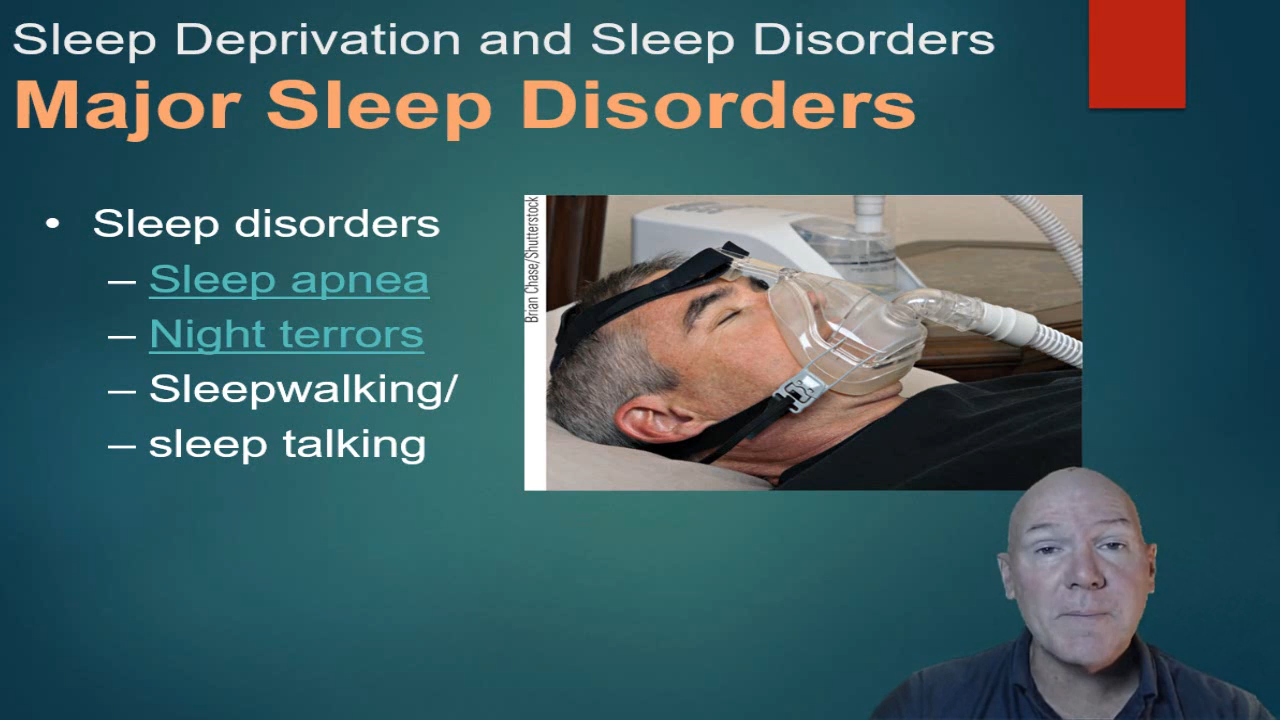 Sleep Deprivation and Sleep Disorders
Major Sleep Disorders
• Sleep disorders
– Sleep apnea
– Night terrors
– Sleepwalking/
– sleep talking
Brian Chase/Shutterstock